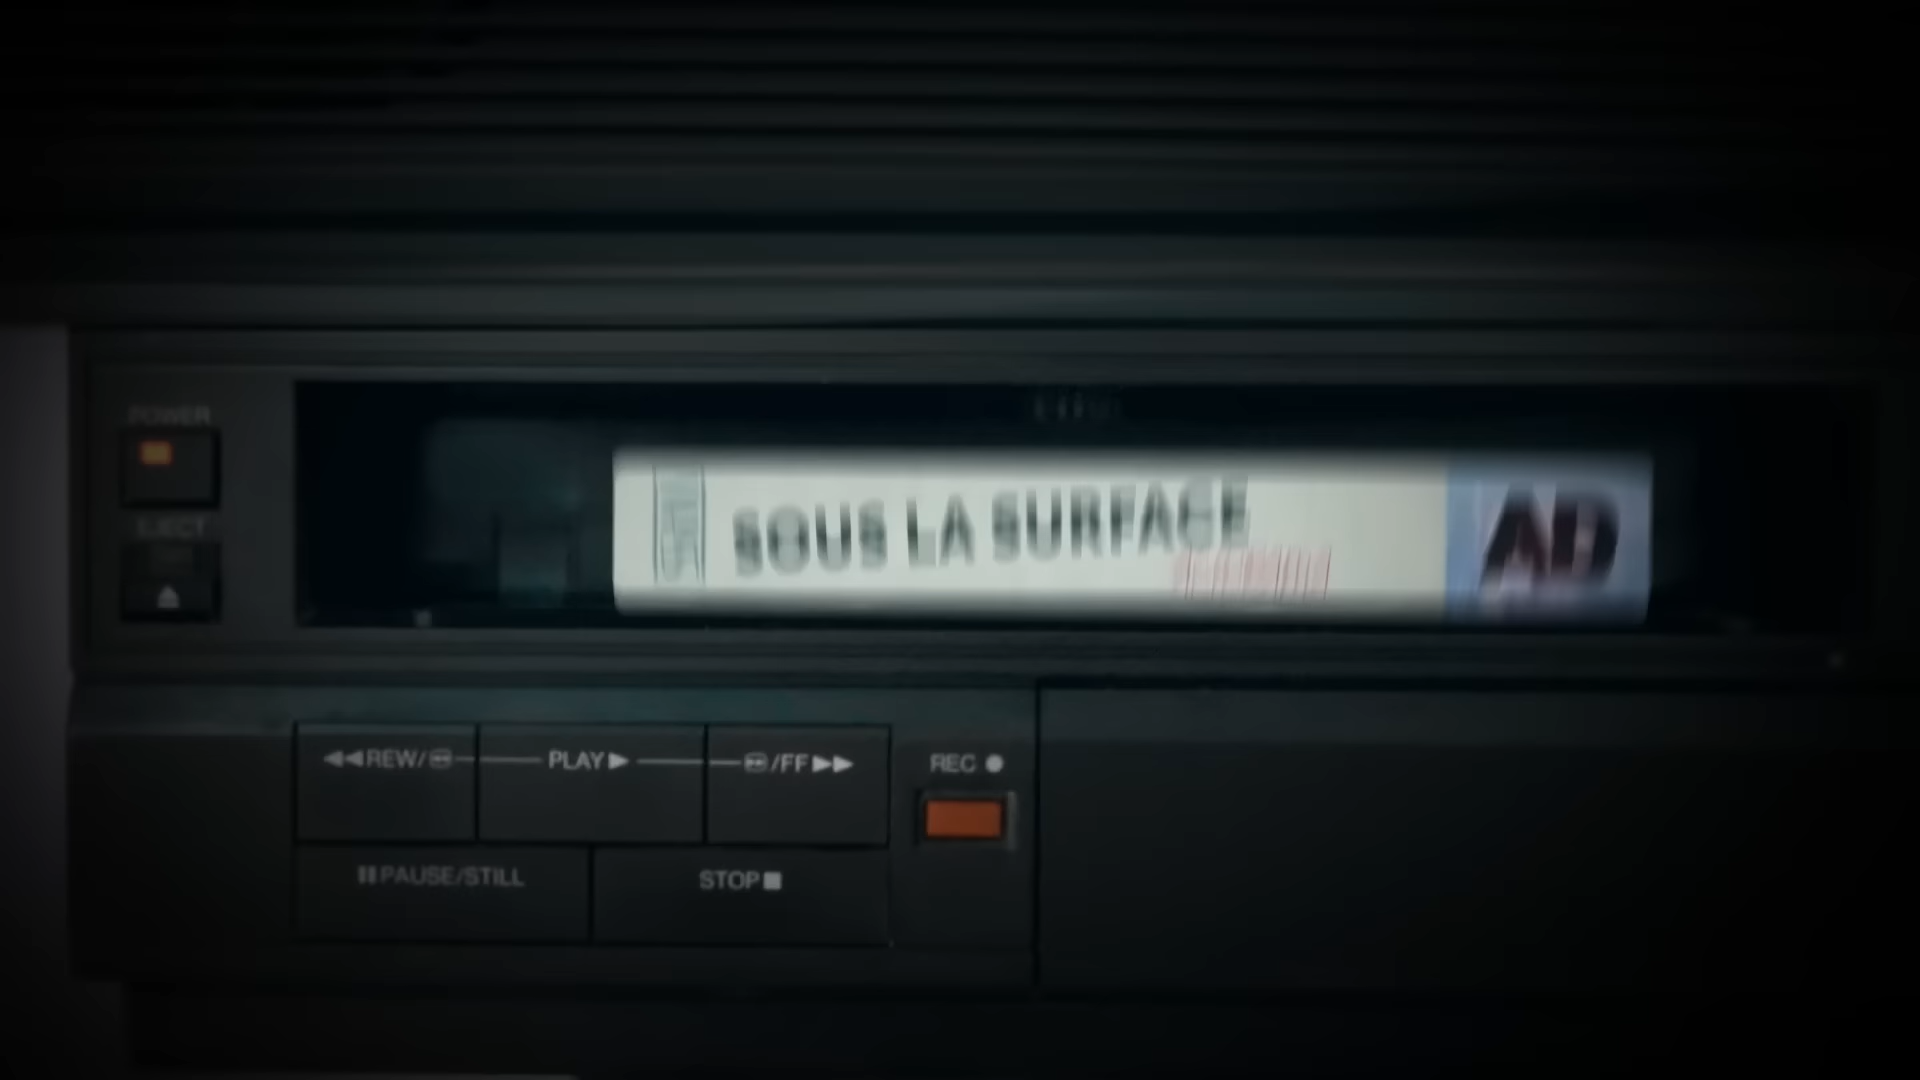 POWER
EJECT
SOUS LA SURFACE
AD
REW/
PLAY
/FF
REC
PAUSE/STILL
STOP